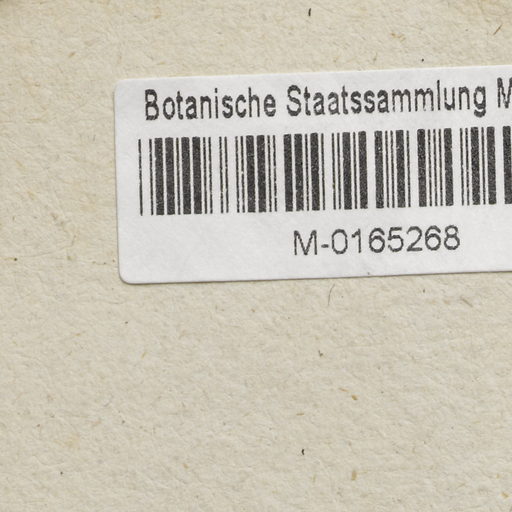 Botanische Staatssammlung M
M-0165268